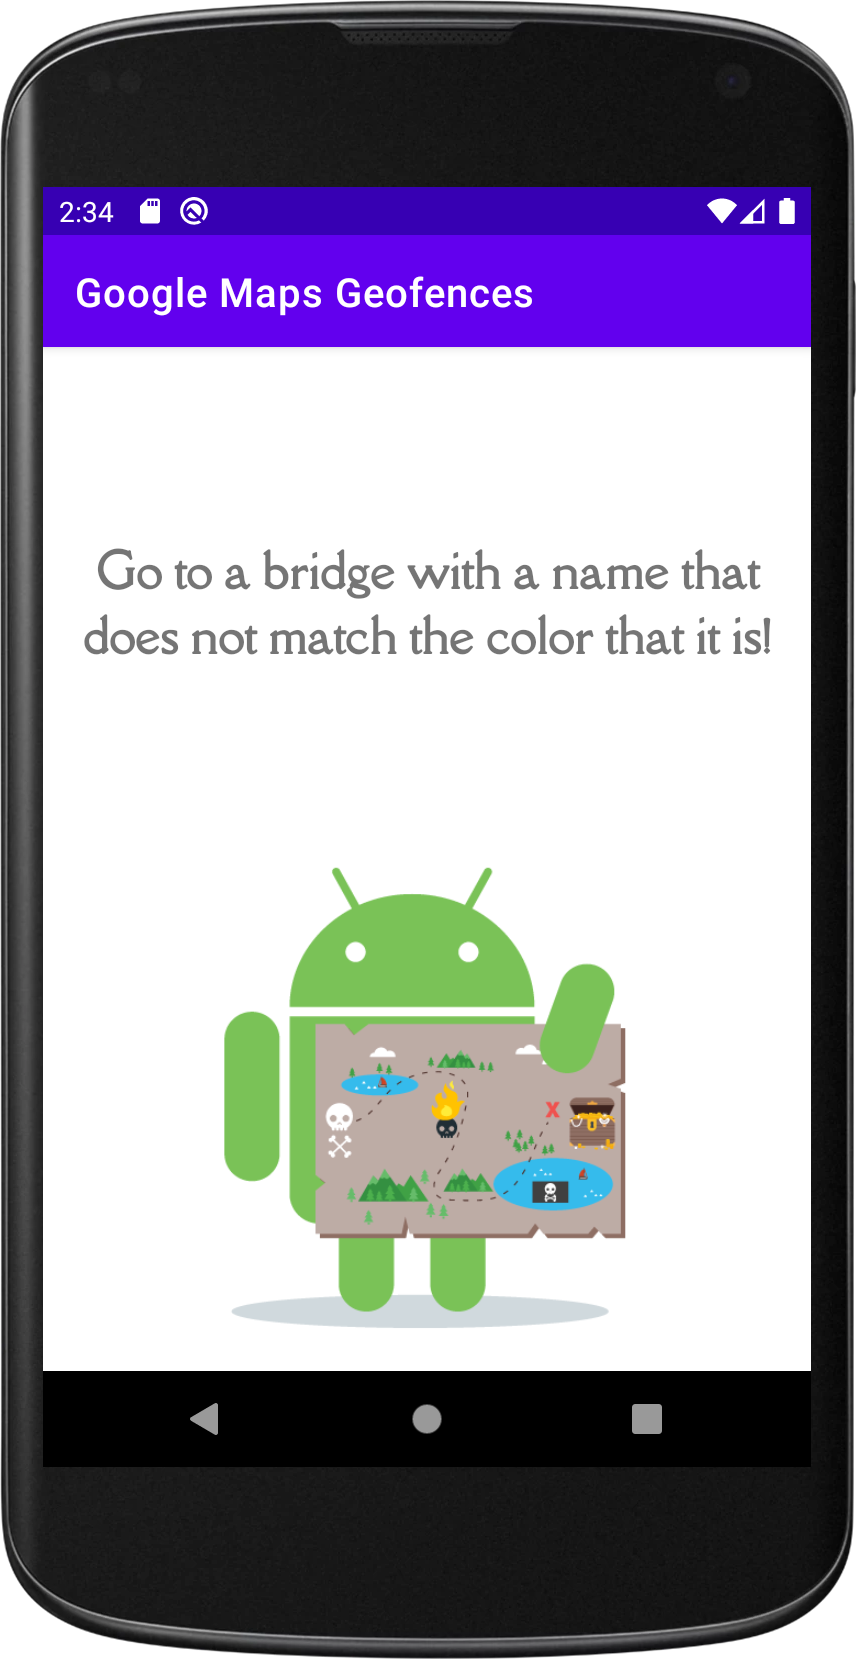 2:34
Google Maps Geofences
Go to a bridge with a name that
does not match the color that it is!
X